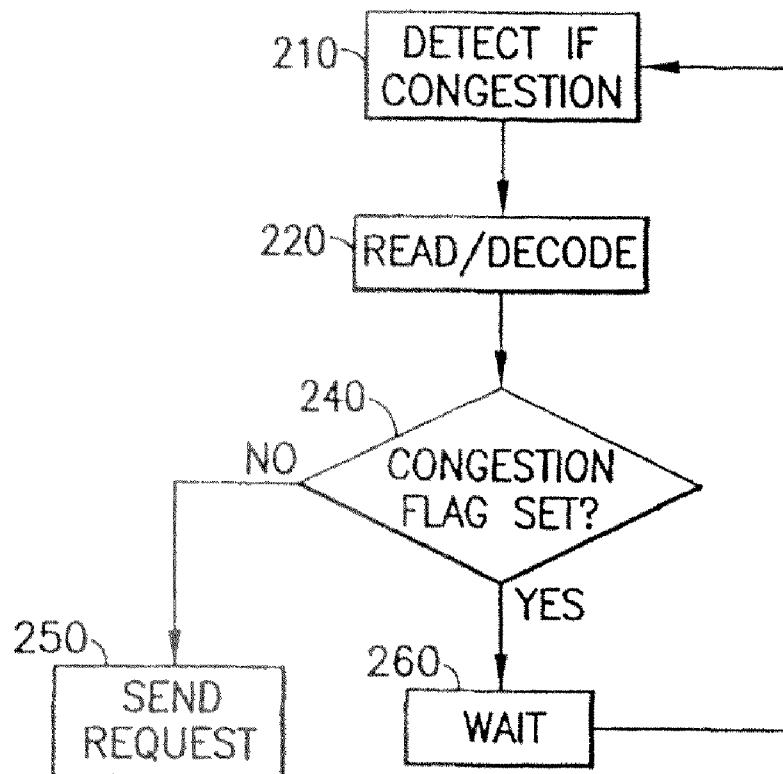 210
DETECT IF
CONGESTION
220
READ/DECODE
240
NO
CONGESTION
FLAG SET?
YES
250
SEND
REQUEST
260
WAIT